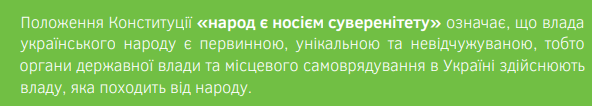 Положення Конституції «народ є носієм суверенітету» означає, що влада
українського народу є первинною, унікальною та невідчужуваною, тобто
органи державної влади та місцевого самоврядування в Україні здійснюють
владу, яка походить від народу.